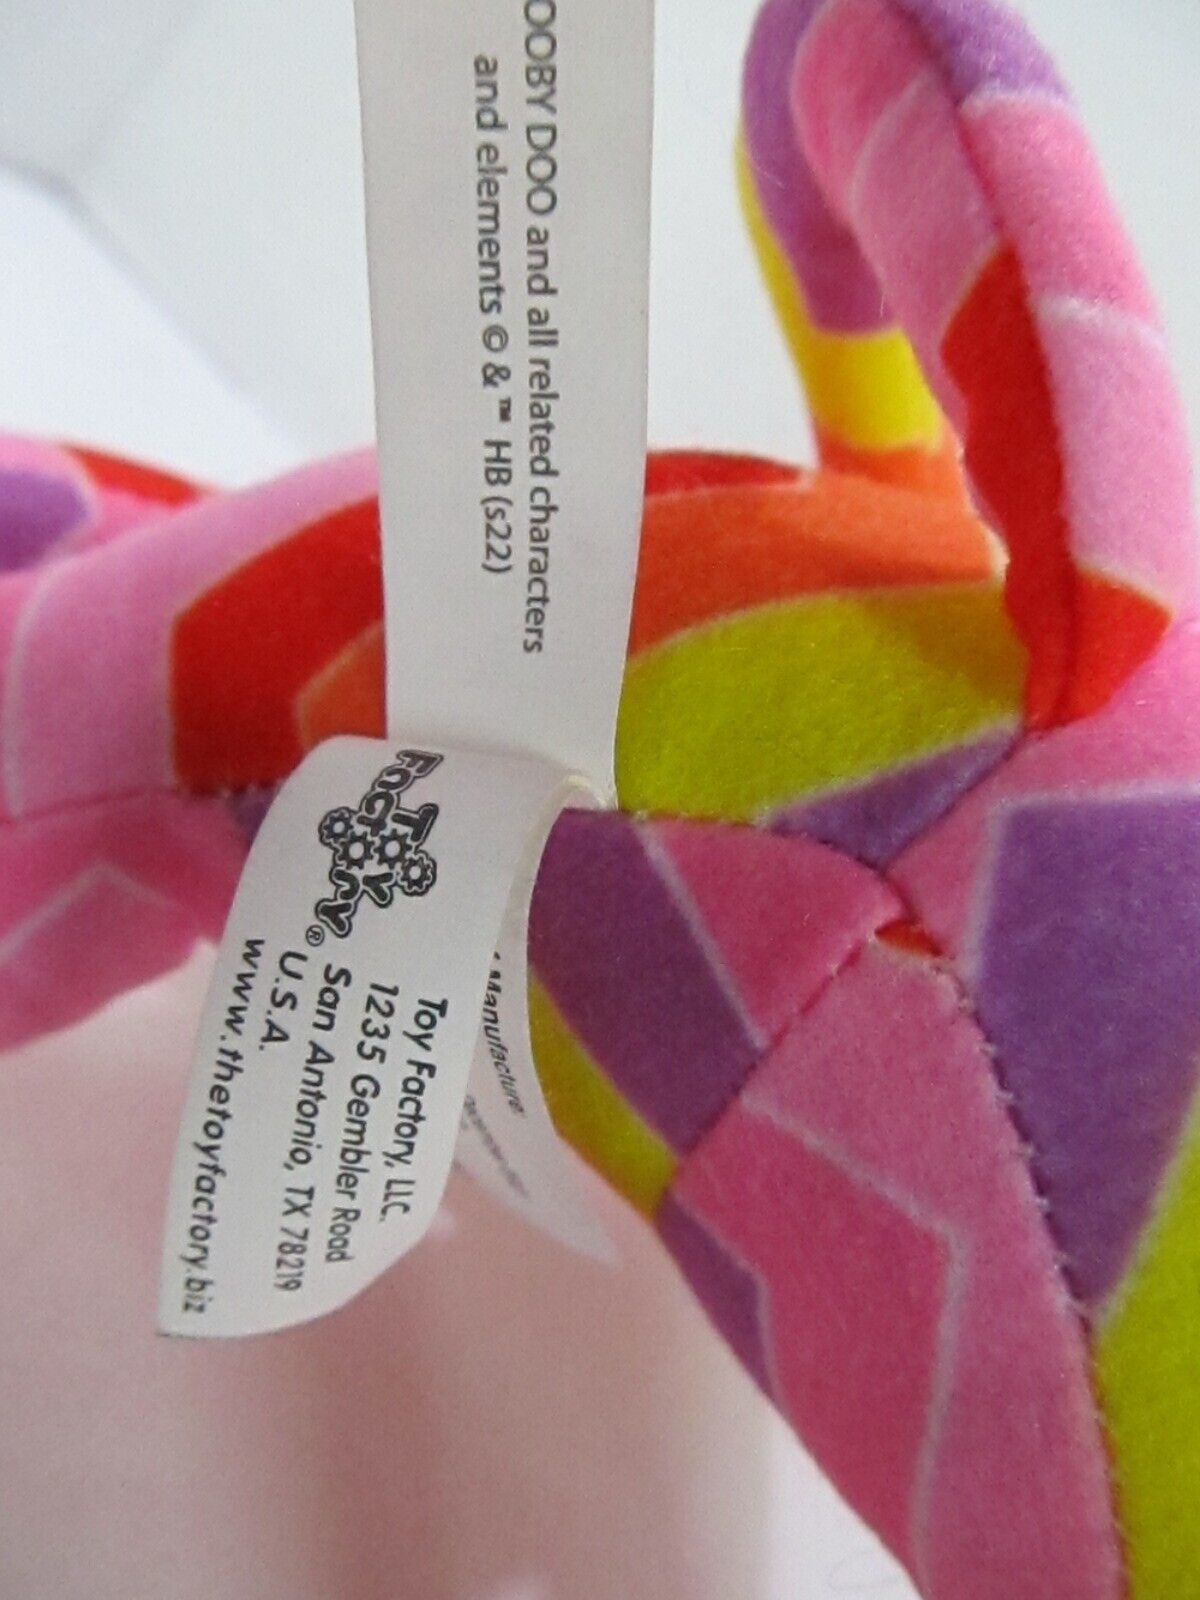 OOBY DOO and all related characters
and elements © & ™ HB (s22)
Toy Factory®
Toy Factory, LLC.
1235 Gembler Road
San Antonio, TX 78219
U.S.A.
www.thetoyfactory.biz
Manufacture